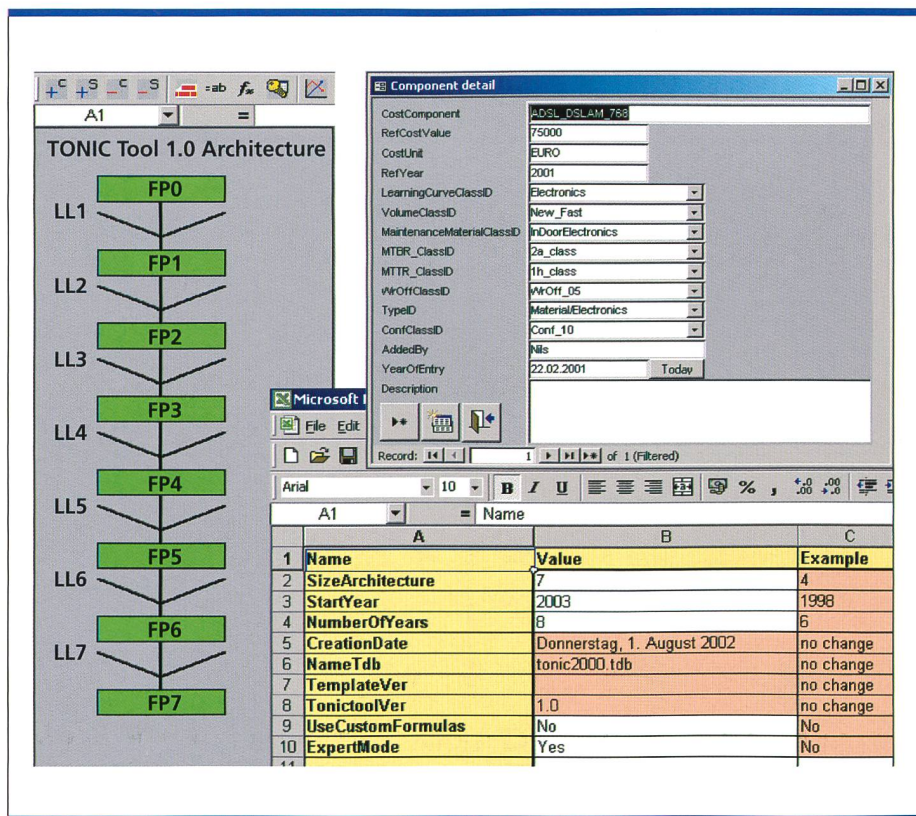 +C +S -C -S =ab fx
A1 =
TONIC Tool 1.0 Architecture
FP0
LL1
FP1
LL2
FP2
LL3
FP3
LL4
FP4
LL5
FP5
LL6
FP6
LL7
FP7
Component detail
CostComponent ADSL_DSLAM_768
RefCostValue 75000
CostUnit EURO
RefYear 2001
LearningCurveClassID Electronics
VolumeClassID New_Fast
MaintenanceMaterialClassID InDoorElectronics
MTBR_ClassID 2a_class
MTTR_ClassID 1h_class
WrOffClassID WrOff_05
TypeID Material/Electronics
ConfClassID Conf_10
AddedBy Nils
YearOfEntry 22.02.2001 Today
Description
Record: 1 of 1 (Filtered)
Microsoft
File Edit
Arial 10 B I U % ,
A1 = Name
A B C
1 Name Value Example
2 SizeArchitecture 7 4
3 StartYear 2003 1998
4 NumberOfYears 8 6
5 CreationDate Donnerstag, 1. August 2002 no change
6 NameTdb tonic2000.tdb no change
7 TemplateVer no change
8 TonictoolVer 1.0 no change
9 UseCustomFormulas No No
10 ExpertMode Yes No